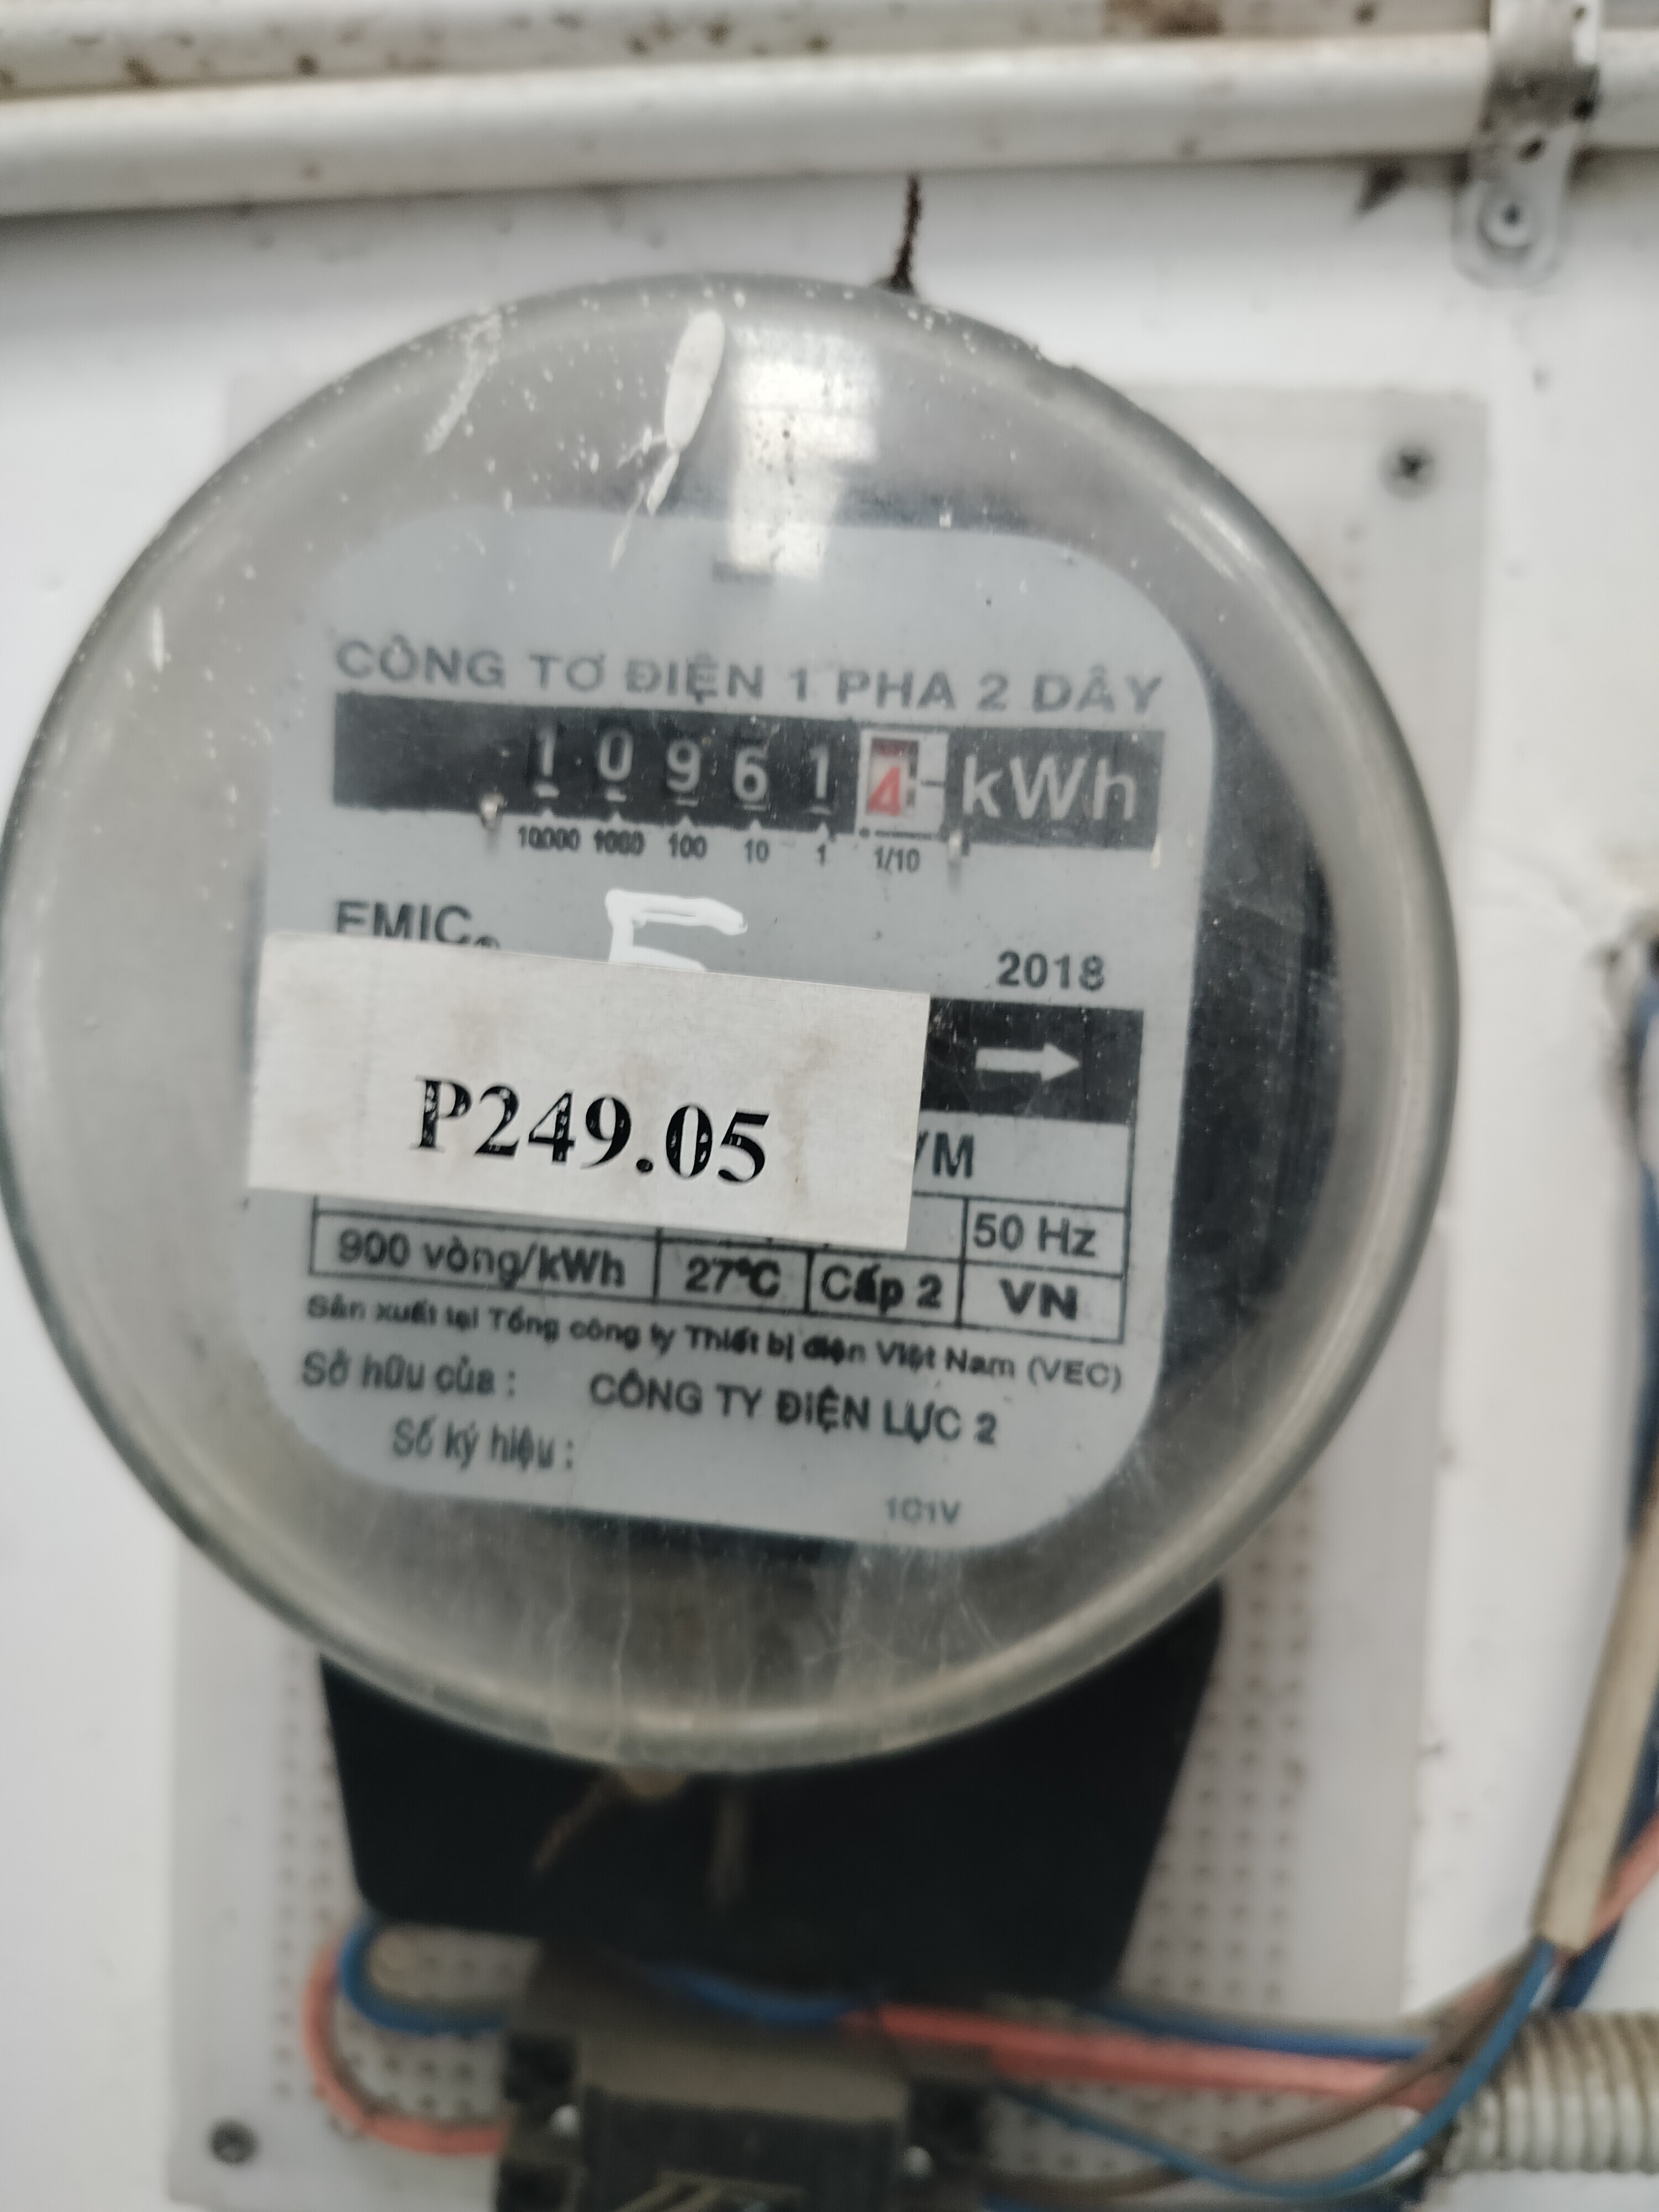 CÔNG TƠ ĐIỆN 1 PHA 2 DÂY
10961 4 kWh
10000 1000 100 10 1 1/10
EMIC®
5
2018
P249.05
/M
50 Hz
900 vòng/kWh 27°C Cấp 2 VN
Sản xuất tại Tổng công ty Thiết bị điện Việt Nam (VEC)
Sở hữu của : CÔNG TY ĐIỆN LỰC 2
Số ký hiệu :
1C1V